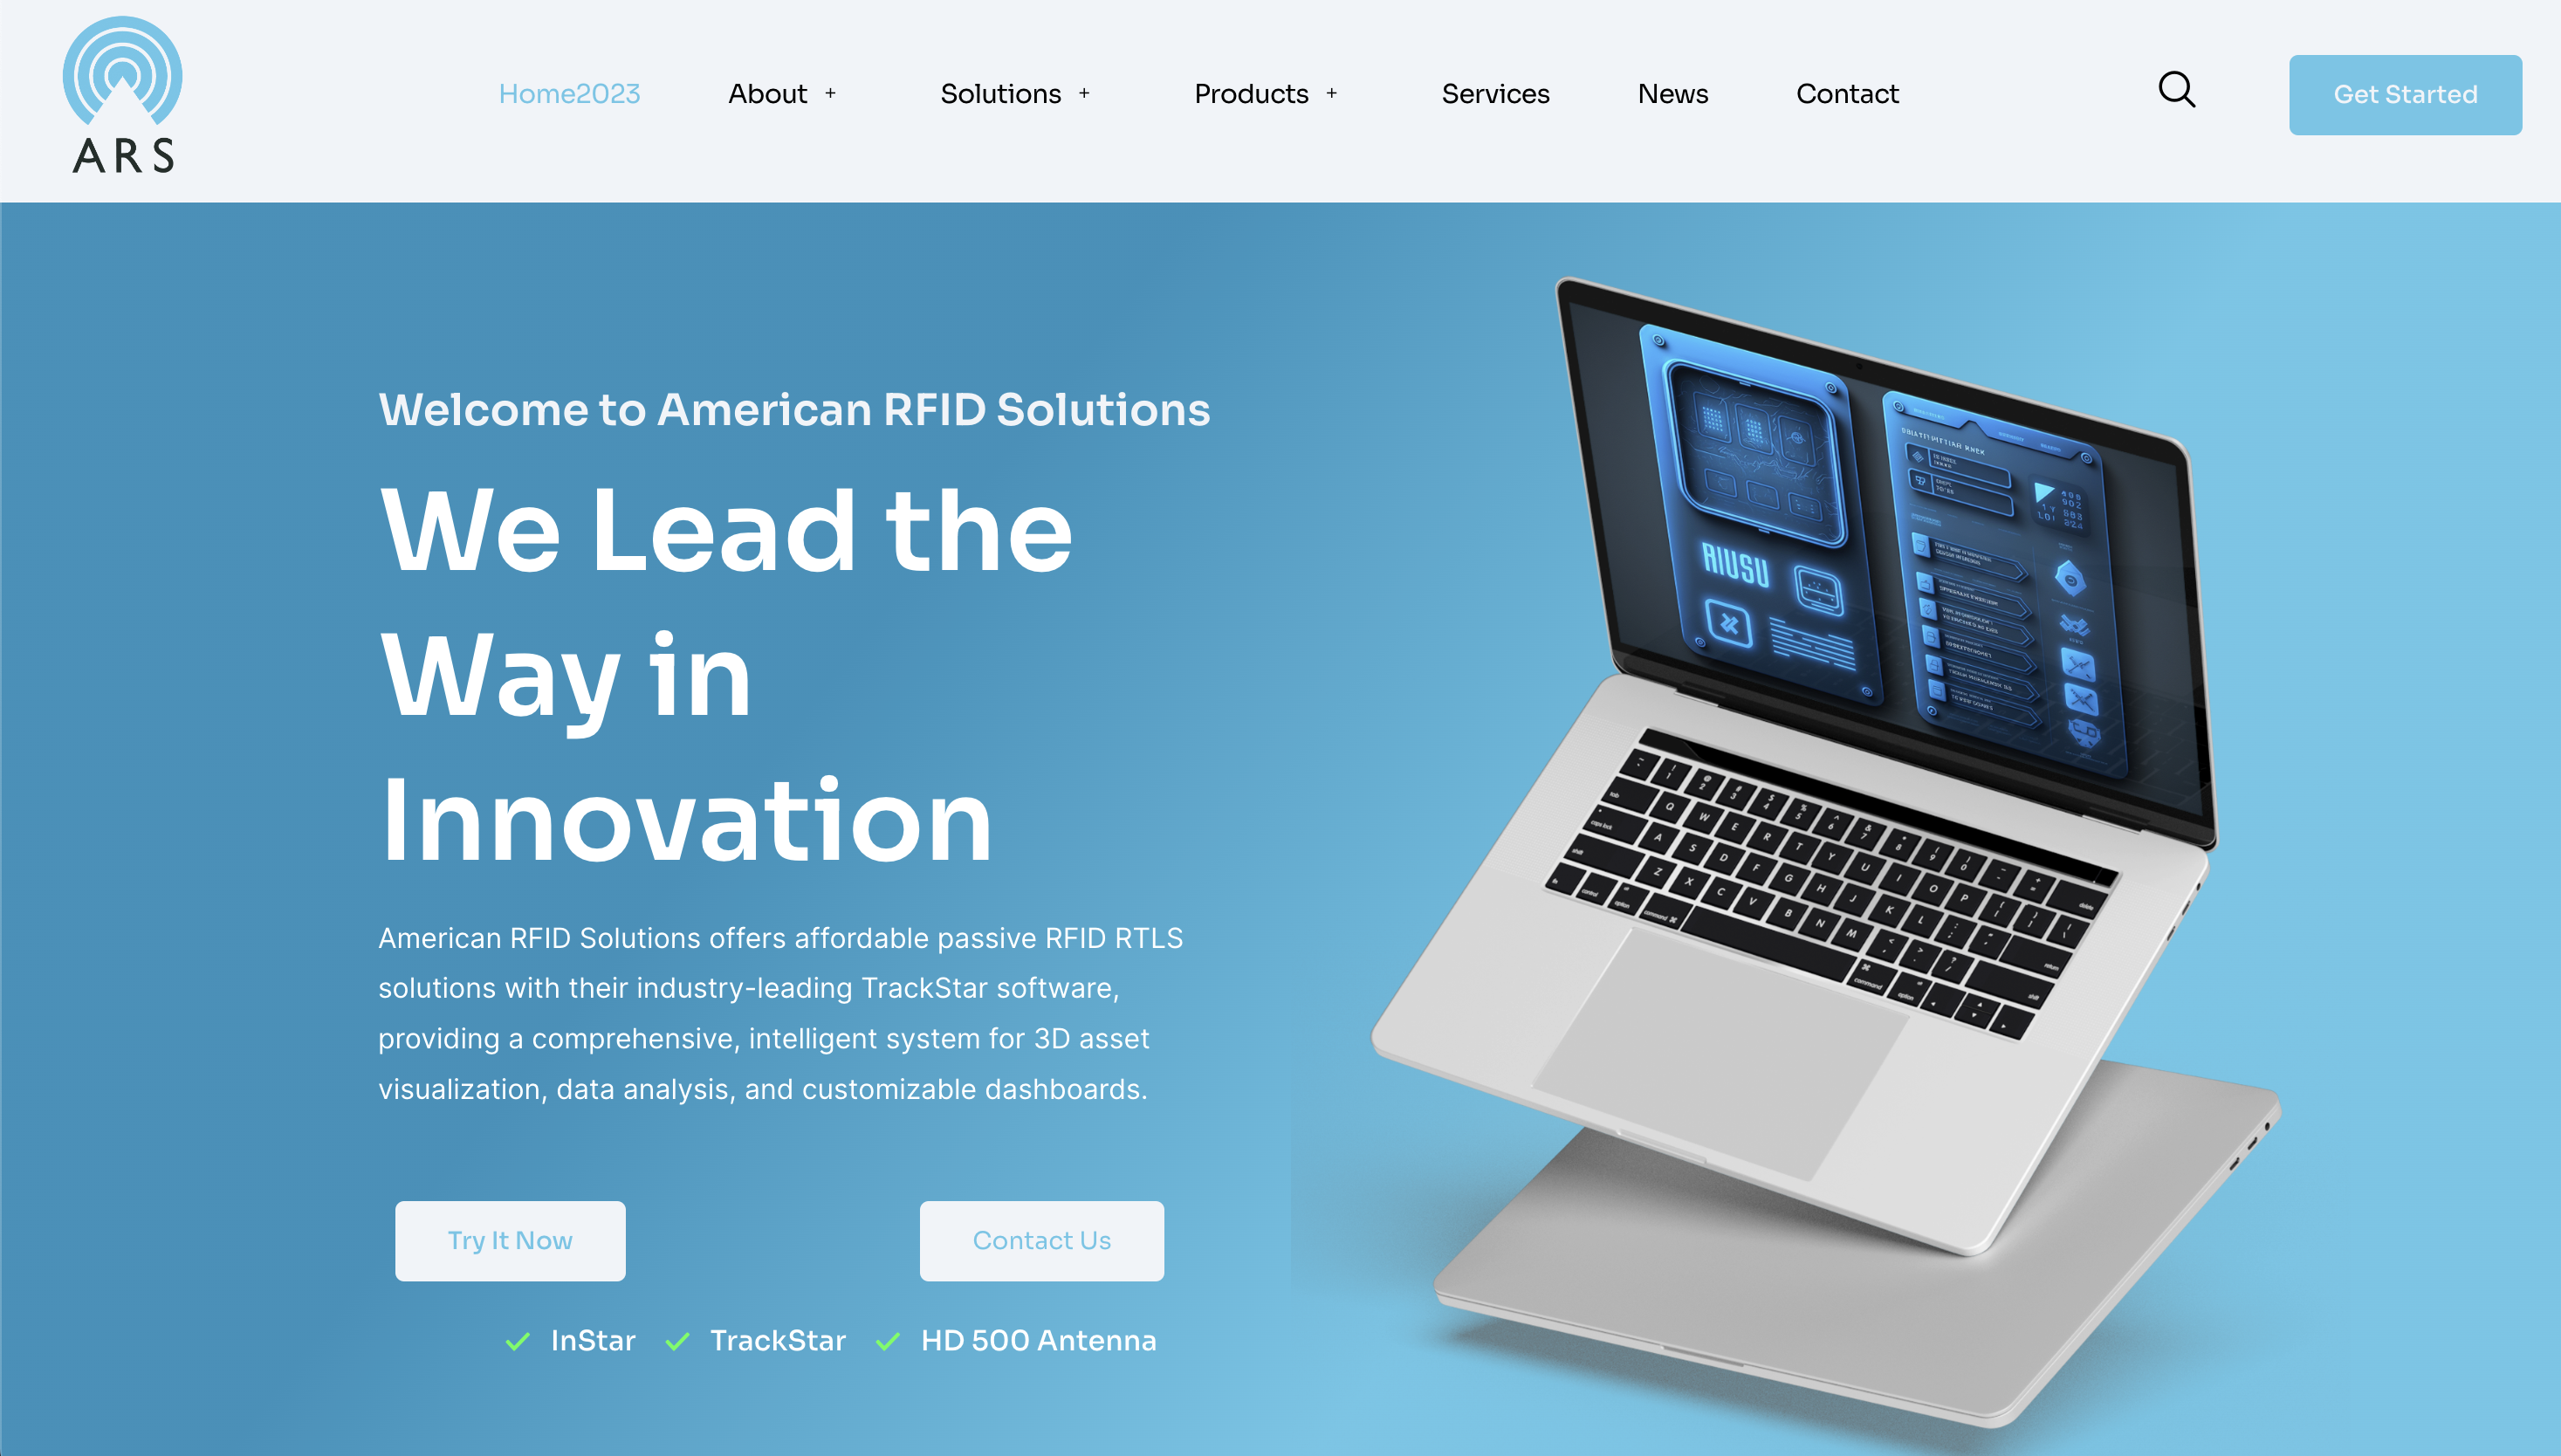 ARS
Home2023 About + Solutions + Products + Services News Contact Get Started
Welcome to American RFID Solutions
We Lead the
Way in
Innovation
American RFID Solutions offers affordable passive RFID RTLS
solutions with their industry-leading TrackStar software,
providing a comprehensive, intelligent system for 3D asset
visualization, data analysis, and customizable dashboards.
Try It Now Contact Us
InStar TrackStar HD 500 Antenna
AIUSU